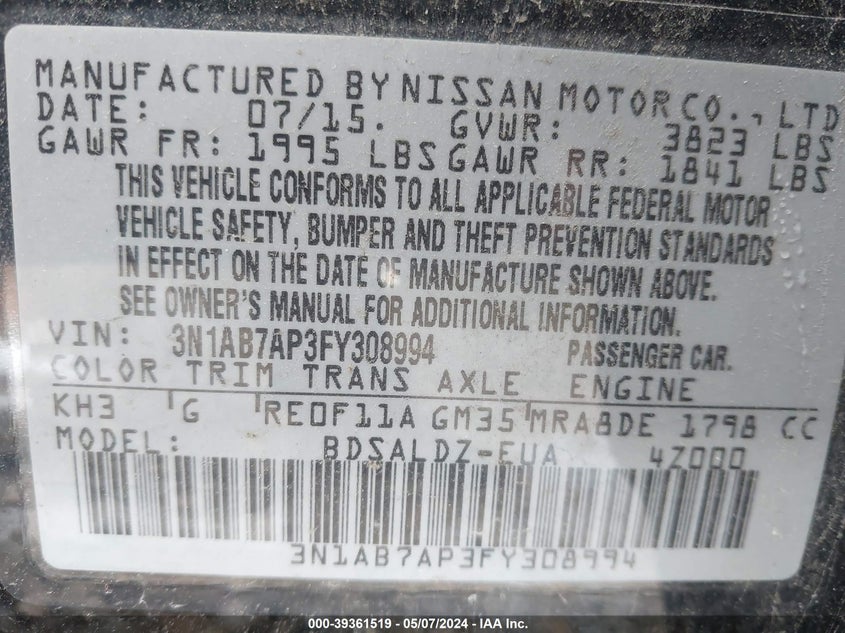 MANUFACTURED BY NISSAN MOTOR CO., LTD
DATE: 07/15. GVWR: 3823 LBS
GAWR FR: 1995 LBS GAWR RR: 1841 LBS
THIS VEHICLE CONFORMS TO ALL APPLICABLE FEDERAL MOTOR
VEHICLE SAFETY, BUMPER AND THEFT PREVENTION STANDARDS
IN EFFECT ON THE DATE OF MANUFACTURE SHOWN ABOVE.
SEE OWNER'S MANUAL FOR ADDITIONAL INFORMATION.
VIN: 3N1AB7AP3FY308994 PASSENGER CAR.
COLOR TRIM TRANS AXLE ENGINE
KH3 G RE0F11A GM35 MRA8DE 1798 CC
MODEL: BDSALDZ-EUA 4Z000
3N1AB7AP3FY308994
000-39361519 - 05/07/2024 - IAA Inc.